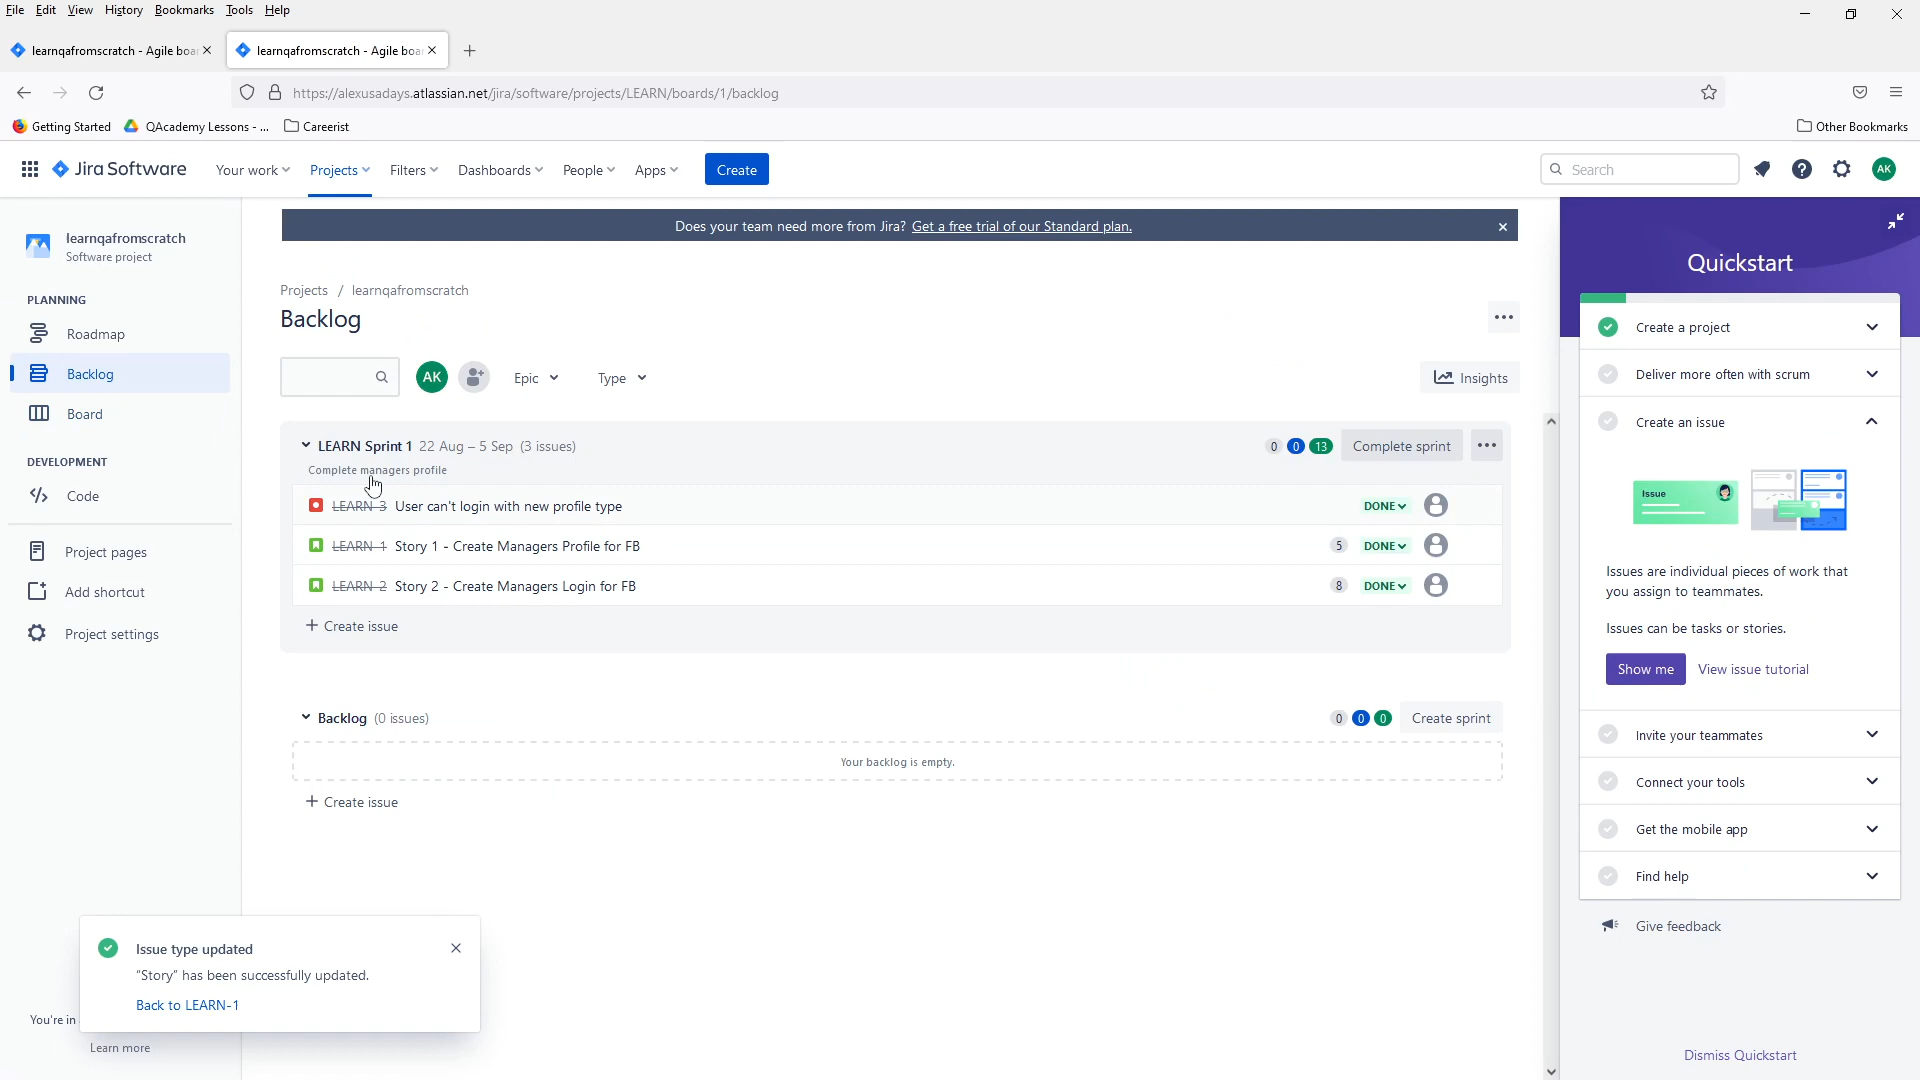 File Edit View History Bookmarks Tools Help
learnqafromscratch - Agile boa
learnqafromscratch - Agile boa
https://alexusadays.atlassian.net/jira/software/projects/LEARN/boards/1/backlog
Getting Started QAcademy Lessons - ... Careerist Other Bookmarks
Jira Software Your work Projects Filters Dashboards People Apps Create Search AK
learnqafromscratch
Software project
PLANNING
Roadmap
Backlog
Board
DEVELOPMENT
Code
Project pages
Add shortcut
Project settings
You're in
Learn more
Does your team need more from Jira? Get a free trial of our Standard plan.
Projects / learnqafromscratch
Backlog
AK Epic Type Insights
LEARN Sprint 1 22 Aug – 5 Sep (3 issues) 0 0 13 Complete sprint
Complete managers profile
LEARN-3 User can't login with new profile type DONE
LEARN-1 Story 1 - Create Managers Profile for FB 5 DONE
LEARN-2 Story 2 - Create Managers Login for FB 8 DONE
+ Create issue
Backlog (0 issues) 0 0 0 Create sprint
Your backlog is empty.
+ Create issue
Issue type updated
“Story” has been successfully updated.
Back to LEARN-1
Quickstart
Create a project
Deliver more often with scrum
Create an issue
Issue
Issues are individual pieces of work that
you assign to teammates.
Issues can be tasks or stories.
Show me View issue tutorial
Invite your teammates
Connect your tools
Get the mobile app
Find help
Give feedback
Dismiss Quickstart